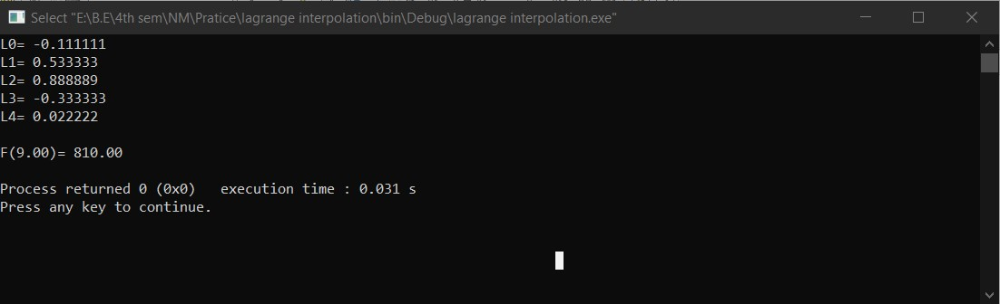 Select "E:\B.E\4th sem\NM\Pratice\lagrange interpolation\bin\Debug\lagrange interpolation.exe"
L0= -0.111111
L1= 0.533333
L2= 0.888889
L3= -0.333333
L4= 0.022222
F(9.00)= 810.00
Process returned 0 (0x0)   execution time : 0.031 s
Press any key to continue.